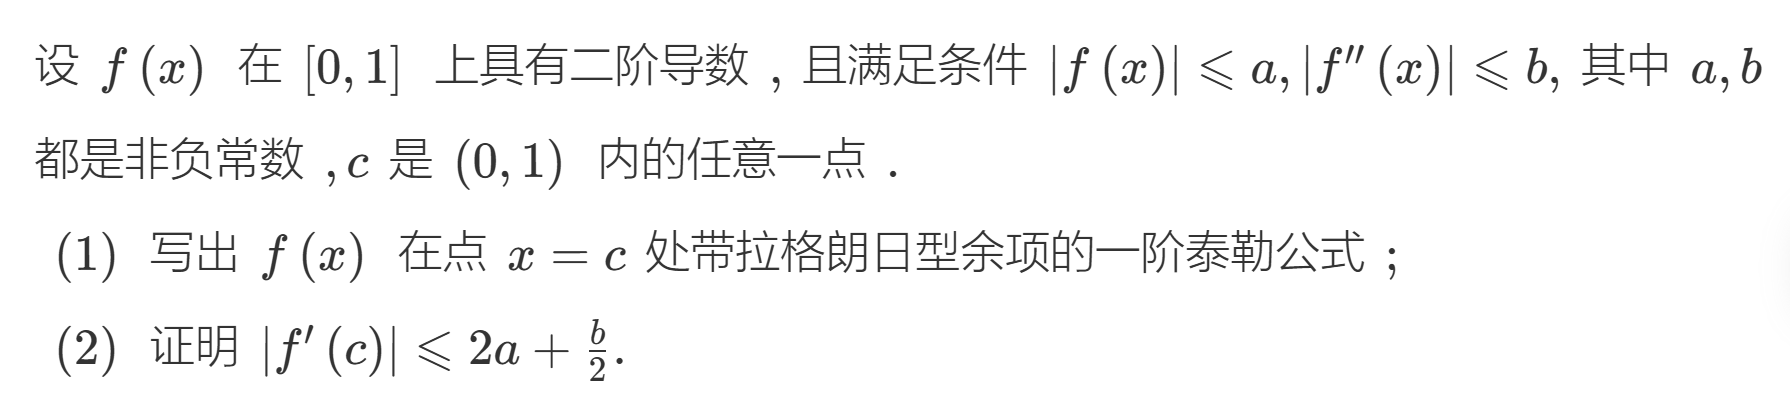 设 f (x) 在 [0, 1] 上具有二阶导数 , 且满足条件 |f (x)| ⩽ a, |f″ (x)| ⩽ b, 其中 a, b
都是非负常数 , c 是 (0, 1) 内的任意一点 .
(1) 写出 f (x) 在点 x = c 处带拉格朗日型余项的一阶泰勒公式 ;
(2) 证明 |f′ (c)| ⩽ 2a + \frac{b}{2}.